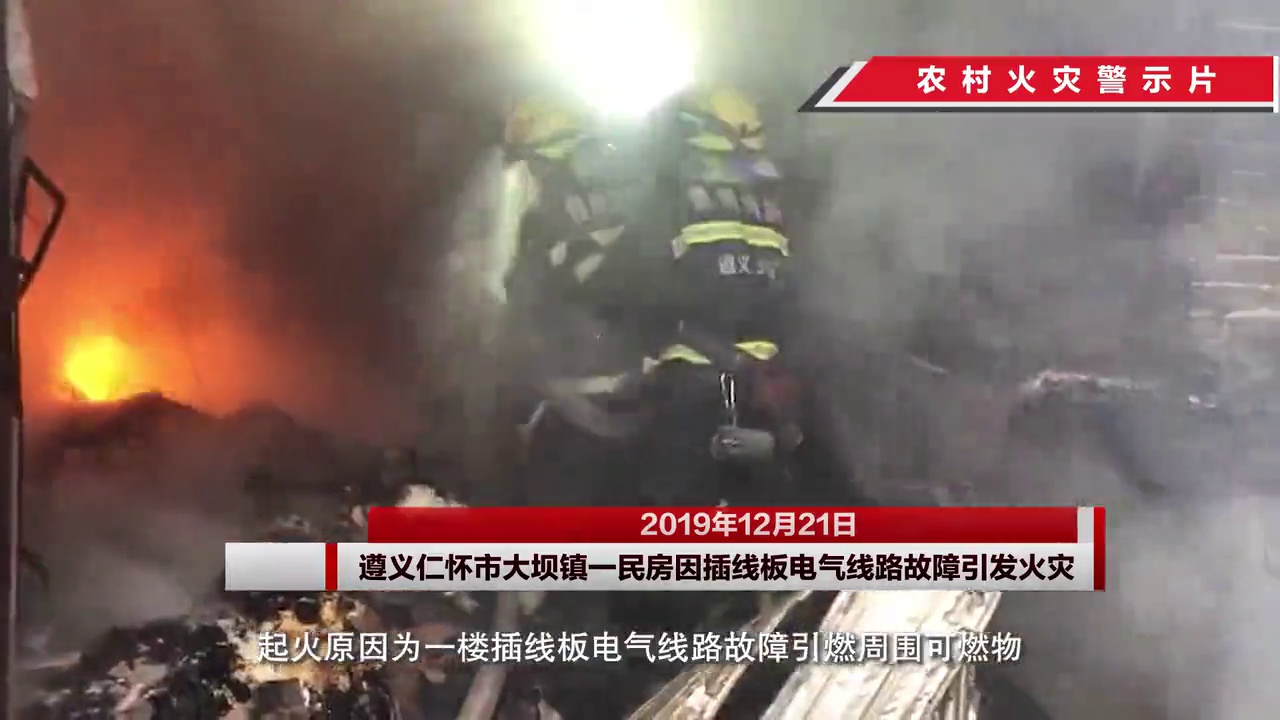 农村火灾警示片
遵义
2019年12月21日
遵义仁怀市大坝镇一民房因插线板电气线路故障引发火灾
起火原因为一楼插线板电气线路故障引燃周围可燃物